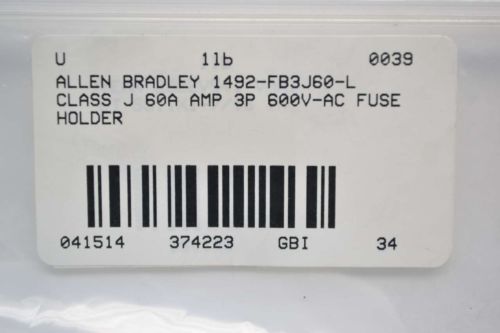 U 1lb 0039
ALLEN BRADLEY 1492-FB3J60-L
CLASS J 60A AMP 3P 600V-AC FUSE
HOLDER
041514 374223 GBI 34